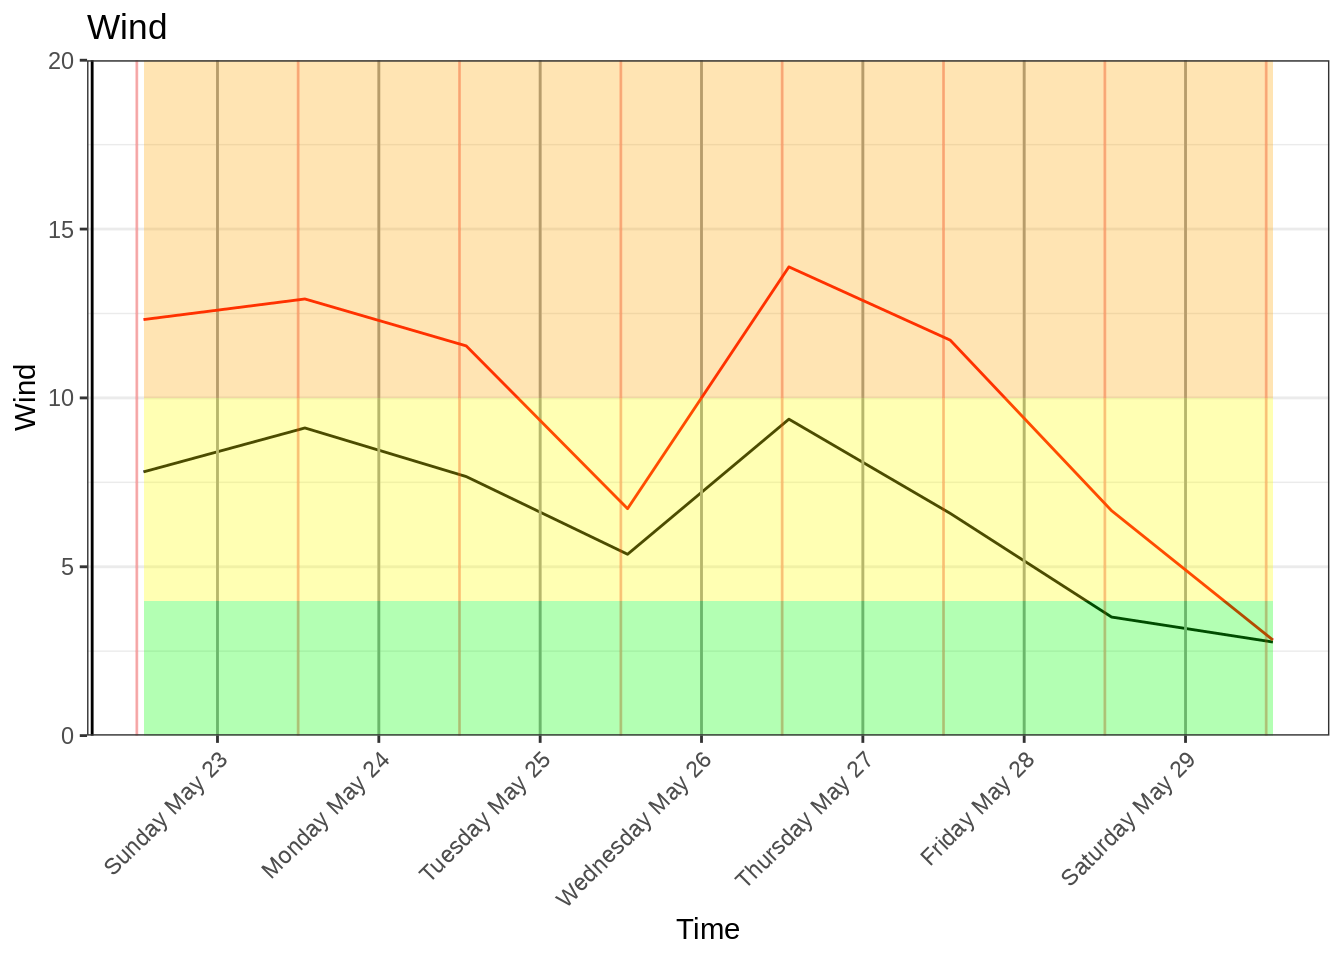 Wind
20
15
10
5
0
Wind
Sunday May 23
Monday May 24
Tuesday May 25
Wednesday May 26
Thursday May 27
Friday May 28
Saturday May 29
Time